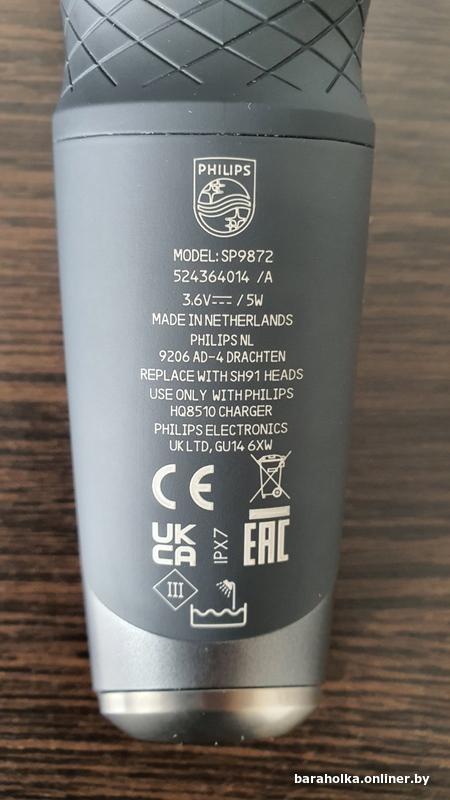 PHILIPS
MODEL: SP9872
524364014 /A
3.6V⎓ / 5W
MADE IN NETHERLANDS
PHILIPS NL
9206 AD-4 DRACHTEN
REPLACE WITH SH91 HEADS
USE ONLY WITH PHILIPS
HQ8510 CHARGER
PHILIPS ELECTRONICS
UK LTD, GU14 6XW
CE
UK
CA
IPX7
EAC
III
baraholka.onliner.by